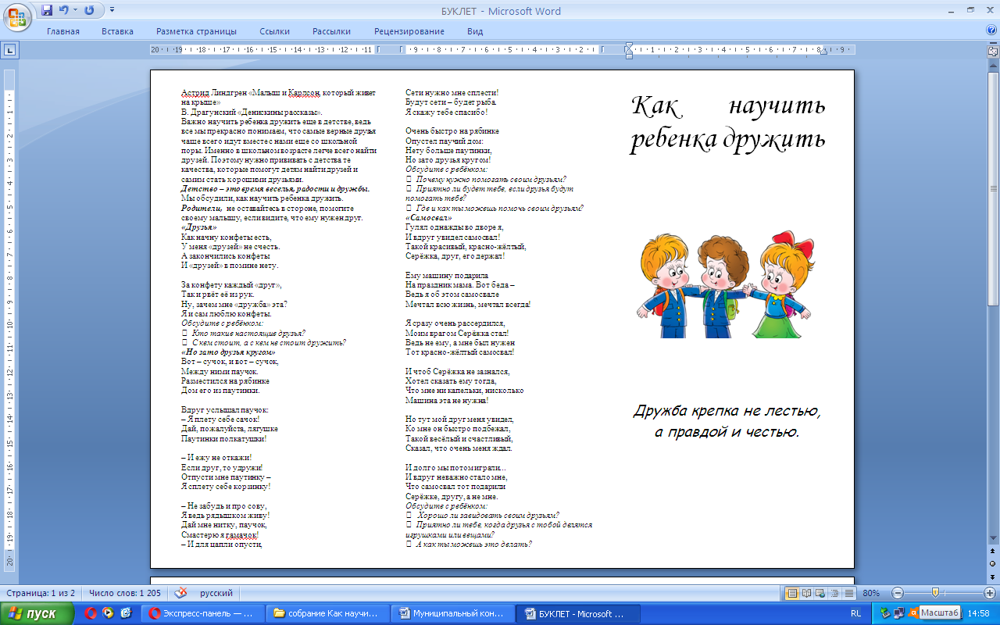 БУКЛЕТ - Microsoft Word
Главная Вставка Разметка страницы Ссылки Рассылки Рецензирование Вид
Астрид Линдгрен «Малыш и Карлсон, который живет
на крыше»
В. Драгунский «Денискины рассказы».
Важно научить ребенка дружить еще в детстве, ведь
все мы прекрасно понимаем, что самые верные друзья
чаще всего идут вместе с нами еще со школьной
поры. Именно в школьном возрасте легче всего найти
друзей. Поэтому нужно прививать с детства те
качества, которые помогут детям найти друзей и
самим стать хорошими друзьями.
Детство – это время веселья, радости и дружбы.
Мы обсудили, как научить ребенка дружить.
Родители, не оставайтесь в стороне, помогите
своему малышу, если видите, что ему нужен друг.
«Друзья»
Как начну конфеты есть,
У меня «друзей» не счесть.
А закончились конфеты
И «друзей» в помине нету.
За конфету каждый «друг»,
Так и рвёт её из рук.
Ну, зачем мне «дружба» эта?
Я и сам люблю конфеты.
Обсудите с ребёнком:
Кто такие настоящие друзья?
С кем стоит, а с кем не стоит дружить?
«Но зато друзья кругом»
Вот – сучок, и вот – сучок,
Между ними паучок.
Разместился на рябинке
Дом его из паутинки.
Вдруг услышал паучок:
– Я плету себе сачок!
Дай, пожалуйста, лягушке
Паутинки полкатушки!
– И ежу не откажи!
Если друг, то удружи!
Отпусти мне паутинку –
Я сплету себе корзинку!
– Не забудь и про сову,
Я ведь рядышком живу!
Дай мне нитку, паучок,
Смастерю я гамачок!
– И для цапли опусти,
Сети нужно мне сплести!
Будут сети – будет рыба.
Я скажу тебе спасибо!
Очень быстро на рябинке
Опустел паучий дом:
Нету больше паутинки,
Но зато друзья кругом!
Обсудите с ребёнком:
Почему нужно помогать своим друзьям?
Приятно ли будет тебе, если друзья будут
помогать тебе?
Где и как ты можешь помочь своим друзьям?
«Самосвал»
Гулял однажды во дворе я,
И вдруг увидел самосвал!
Такой красивый, красно-жёлтый,
Серёжка, друг, его держал!
Ему машину подарила
На праздник мама. Вот беда –
Ведь я об этом самосвале
Мечтал всю жизнь, мечтал всегда!
Я сразу очень рассердился,
Моим врагом Серёжка стал!
Ведь не ему, а мне был нужен
Тот красно-жёлтый самосвал!
И чтоб Серёжка не зазнался,
Хотел сказать ему тогда,
Что мне ни капельки, нисколько
Машина эта не нужна!
Но тут мой друг меня увидел,
Ко мне он быстро подбежал,
Такой весёлый и счастливый,
Сказал, что очень меня ждал.
И долго мы потом играли...
И вдруг неважно стало мне,
Что самосвал тот подарили
Серёжке, другу, а не мне.
Обсудите с ребёнком:
Хорошо ли завидовать своим друзьям?
Приятно ли тебе, когда друзья с тобой делятся
игрушками или вещами?
А как ты можешь это делать?
Как научить
ребенка дружить
Дружба крепка не лестью,
а правдой и честью.
Страница: 1 из 2 Число слов: 1 205 русский 80%
пуск Экспресс-панель — ... собрание Как научи... Муниципальный кон... БУКЛЕТ - Microsoft ... RL Масштаб 14:58